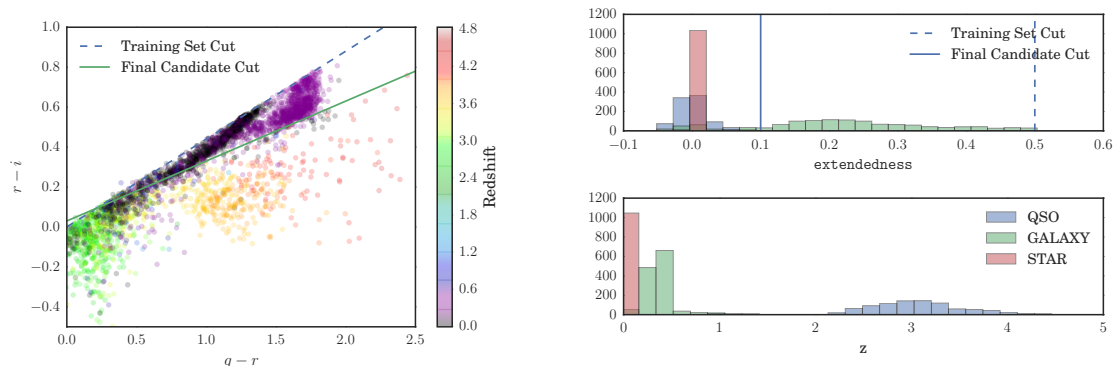 1.0
0.8
0.6
0.4
0.2
0.0
−0.2
−0.4
r − i
Training Set Cut
Final Candidate Cut
0.0 0.5 1.0 1.5 2.0 2.5
g − r
4.8
4.2
3.6
3.0
2.4
1.8
1.2
0.6
0.0
Redshift
1200
1000
800
600
400
200
0
Training Set Cut
Final Candidate Cut
−0.1 0.0 0.1 0.2 0.3 0.4 0.5 0.6
extendedness
1200
1000
800
600
400
200
0
QSO
GALAXY
STAR
0 1 2 3 4 5
z